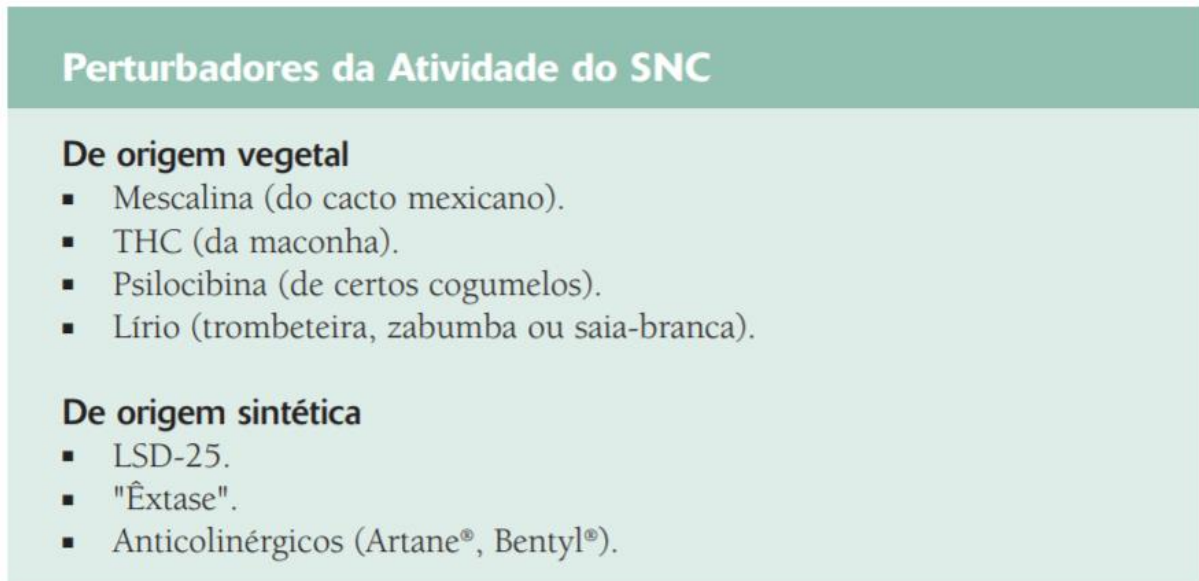 Perturbadores da Atividade do SNC
De origem vegetal
▪ Mescalina (do cacto mexicano).
▪ THC (da maconha).
▪ Psilocibina (de certos cogumelos).
▪ Lírio (trombeteira, zabumba ou saia-branca).
De origem sintética
▪ LSD-25.
▪ "Êxtase".
▪ Anticolinérgicos (Artane®, Bentyl®).